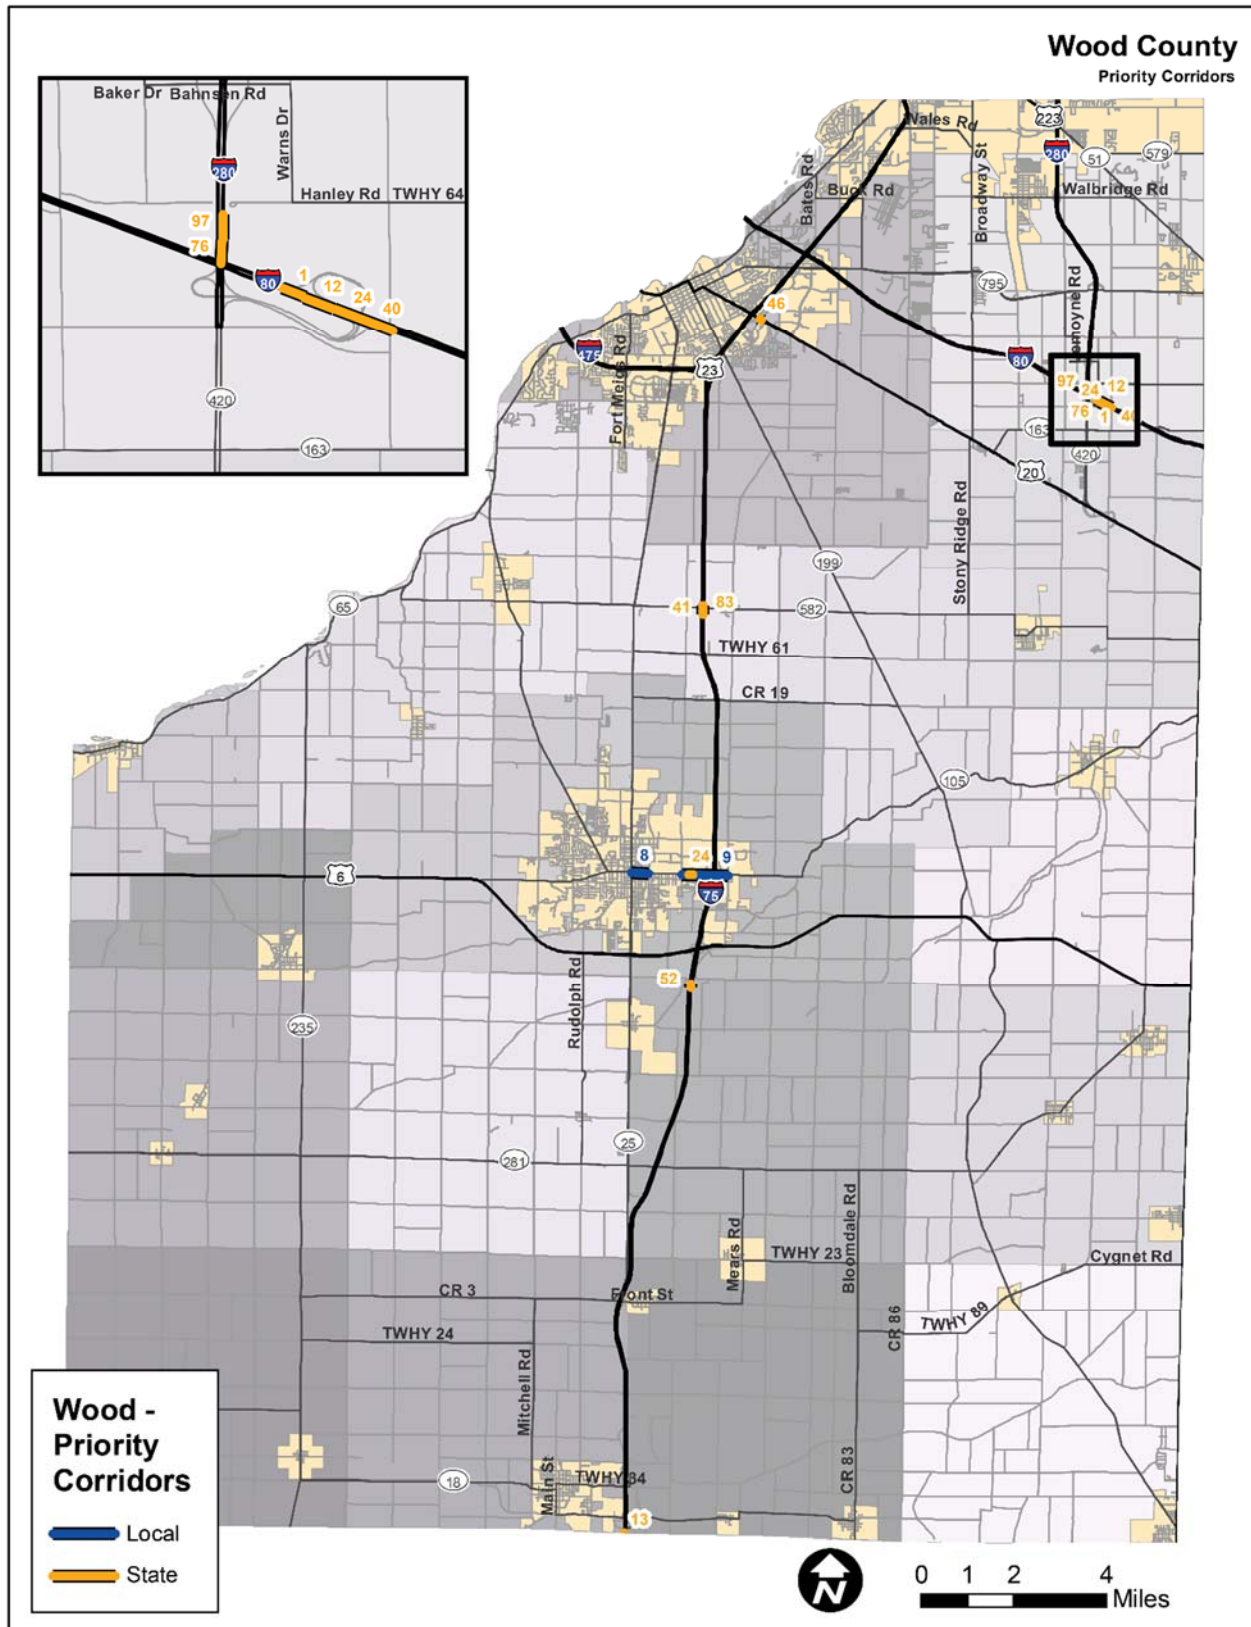 Wood County
Priority Corridors
Baker Dr
Bahnsen Rd
Warns Dr
280
Hanley Rd
TWHY 64
97
76
80
1
12
24
40
420
163
Wales Rd
223
280
51
579
Bates Rd
Buck Rd
Broadway St
Walbridge Rd
795
Lemoyne Rd
46
475
23
Fort Meigs Rd
80
97
24
12
76
1
163
420
20
Stony Ridge Rd
199
65
41
83
582
TWHY 61
CR 19
105
8
24
9
6
75
52
Rudolph Rd
235
25
281
Mears Rd
Bloomdale Rd
TWHY 23
Cygnet Rd
CR 3
Front St
CR 86
TWHY 89
TWHY 24
Mitchell Rd
Wood -
Priority
Corridors
Local
State
18
Main St
TWHY 84
CR 83
13
N
0 1 2 4
Miles